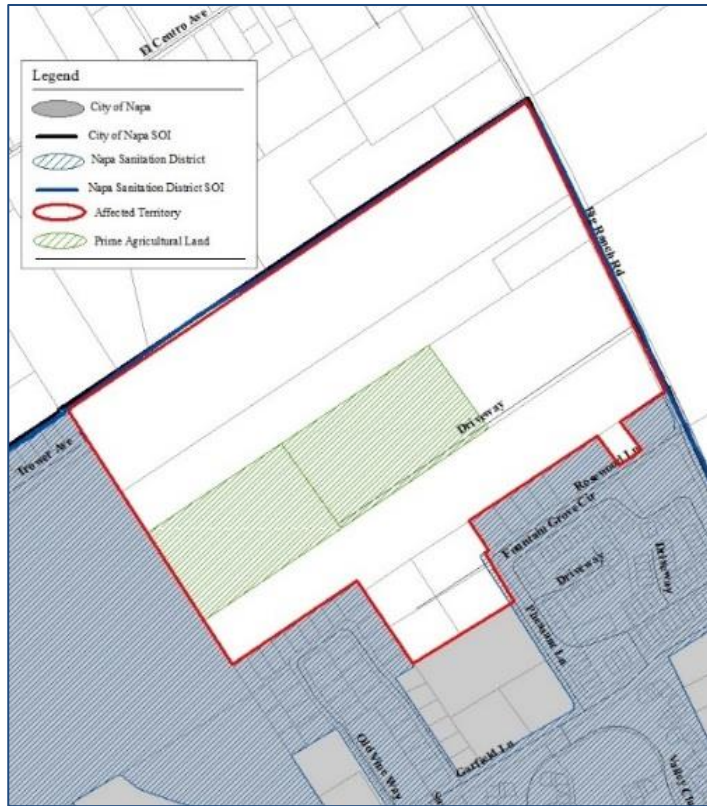 El Centro Ave
Legend
City of Napa
City of Napa SOI
Napa Sanitation District
Napa Sanitation District SOI
Affected Territory
Prime Agricultural Land
Big Ranch Rd
Trower Ave
Driveway
Rosewood Ln
Fountain Grove Cir
Driveway
Driveway
Garfield Ln
Old Vine Way